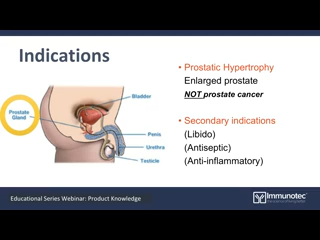 Indications
Prostate
Gland
Bladder
Penis
Urethra
Testicle
• Prostatic Hypertrophy
Enlarged prostate
NOT prostate cancer
• Secondary indications
(Libido)
(Antiseptic)
(Anti-inflammatory)
Educational Series Webinar: Product Knowledge
Immunotec